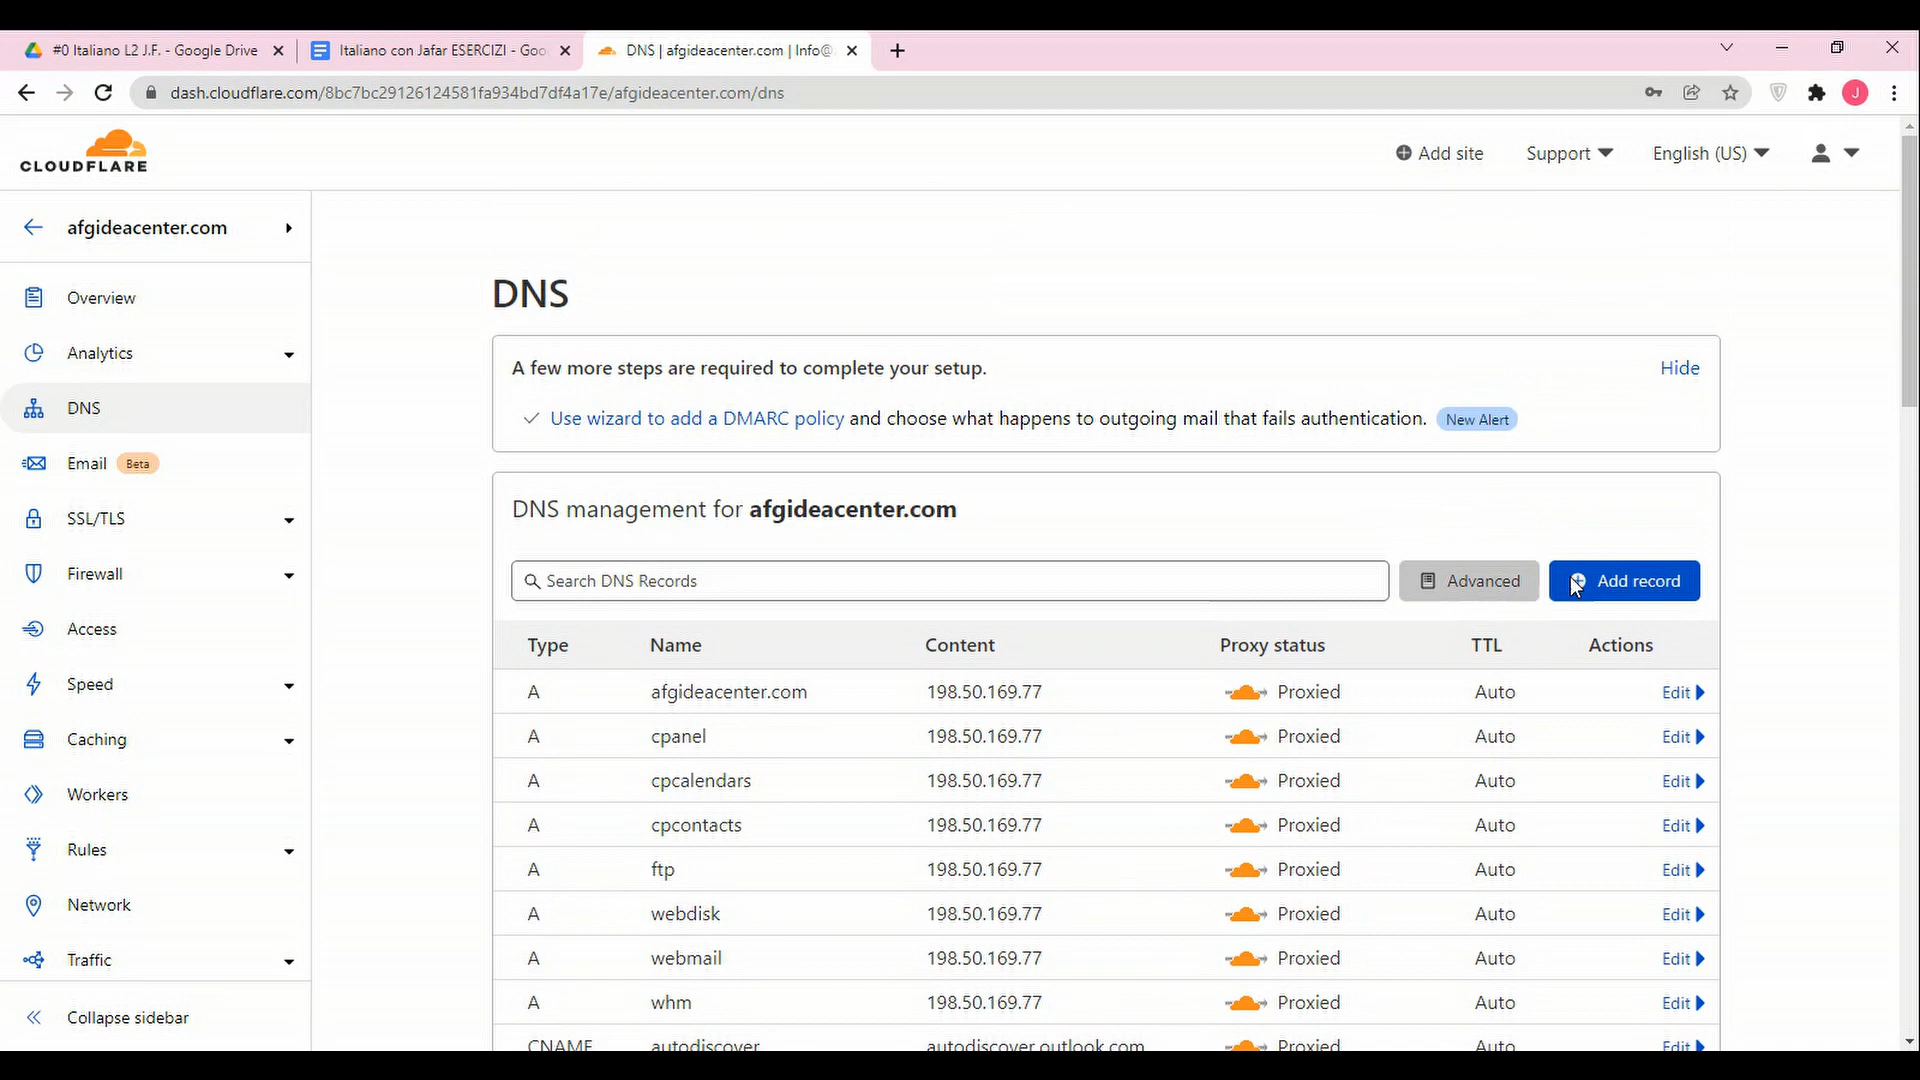 #0 Italiano L2 J.F. - Google Drive
Italiano con Jafar ESERCIZI - Goo
DNS | afgideacenter.com | Info@
dash.cloudflare.com/8bc7bc29126124581fa934bd7df4a17e/afgideacenter.com/dns
J
CLOUDFLARE
Add site
Support
English (US)
afgideacenter.com
Overview
Analytics
DNS
Email Beta
SSL/TLS
Firewall
Access
Speed
Caching
Workers
Rules
Network
Traffic
Collapse sidebar
DNS
A few more steps are required to complete your setup.
Hide
Use wizard to add a DMARC policy and choose what happens to outgoing mail that fails authentication. New Alert
DNS management for afgideacenter.com
Search DNS Records
Advanced
Add record
Type Name Content Proxy status TTL Actions
A afgideacenter.com 198.50.169.77 Proxied Auto Edit
A cpanel 198.50.169.77 Proxied Auto Edit
A cpcalendars 198.50.169.77 Proxied Auto Edit
A cpcontacts 198.50.169.77 Proxied Auto Edit
A ftp 198.50.169.77 Proxied Auto Edit
A webdisk 198.50.169.77 Proxied Auto Edit
A webmail 198.50.169.77 Proxied Auto Edit
A whm 198.50.169.77 Proxied Auto Edit
CNAME autodiscover autodiscover.outlook.com Proxied Auto Edit